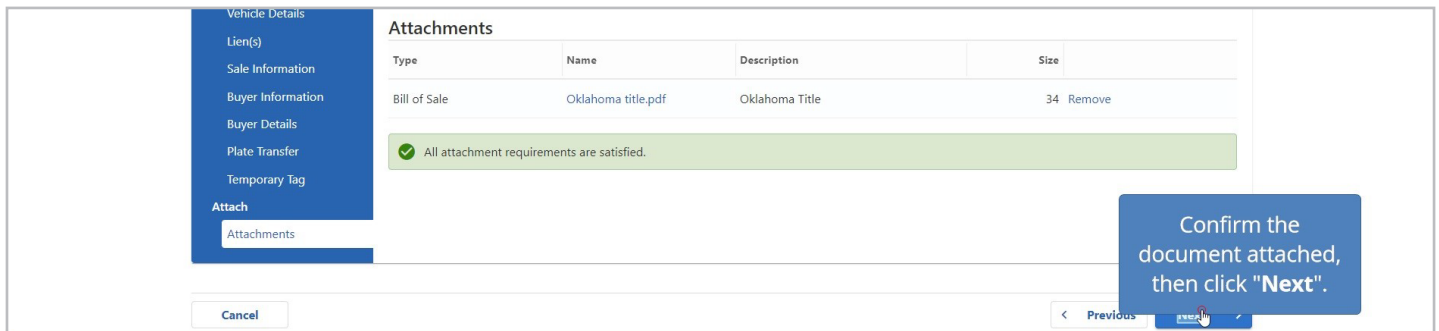 Vehicle Details
Lien(s)
Sale Information
Buyer Information
Buyer Details
Plate Transfer
Temporary Tag
Attach
Attachments
Attachments
Type Name Description Size
Bill of Sale Oklahoma title.pdf Oklahoma Title 34 Remove
All attachment requirements are satisfied.
Confirm the
document attached,
then click "Next".
Cancel
Previous
Next